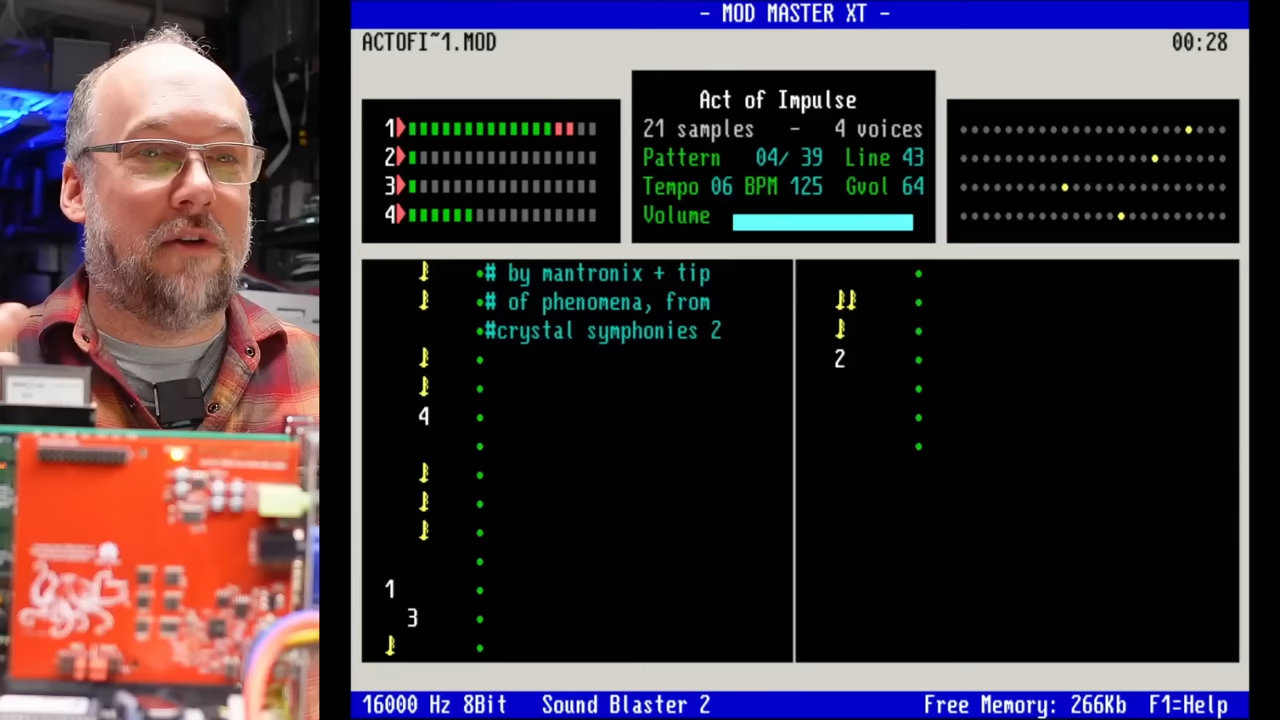 - MOD MASTER XT -
ACTOFI~1.MOD 00:28
Act of Impulse
21 samples - 4 voices
Pattern 04/ 39 Line 43
Tempo 06 BPM 125 Gvol 64
Volume
1
2
3
4
# by mantronix + tip
# of phenomena, from
#crystal symphonies 2
4
1
3
2
16000 Hz 8Bit Sound Blaster 2 Free Memory: 266Kb F1=Help